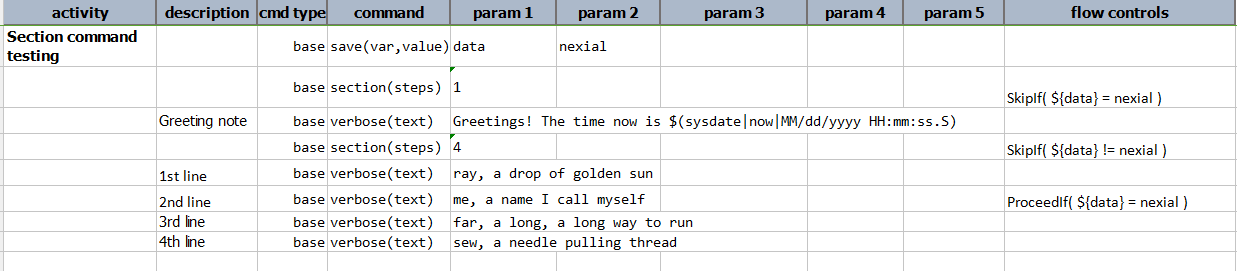 activity description cmd type command param 1 param 2 param 3 param 4 param 5 flow controls
Section command testing base save(var,value) data nexial
base section(steps) 1 SkipIf( ${data} = nexial )
Greeting note base verbose(text) Greetings! The time now is $(sysdate|now|MM/dd/yyyy HH:mm:ss.S)
base section(steps) 4 SkipIf( ${data} != nexial )
1st line base verbose(text) ray, a drop of golden sun
2nd line base verbose(text) me, a name I call myself ProceedIf( ${data} = nexial )
3rd line base verbose(text) far, a long, a long way to run
4th line base verbose(text) sew, a needle pulling thread